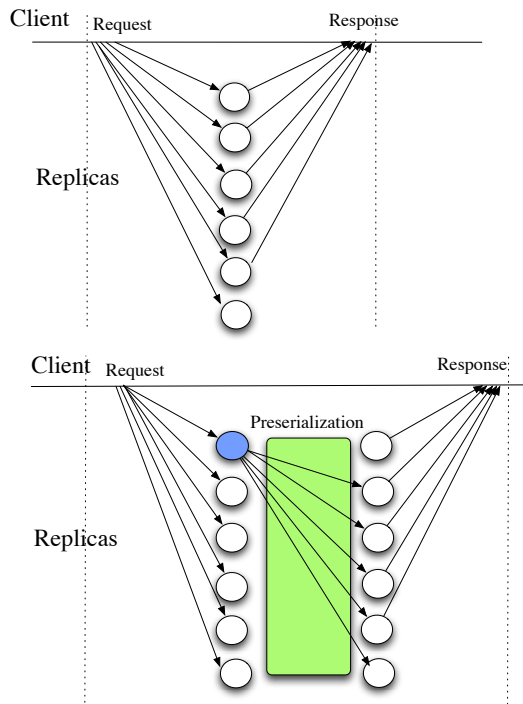 Client
Request
Response
Replicas
Client
Request
Response
Preserialization
Replicas